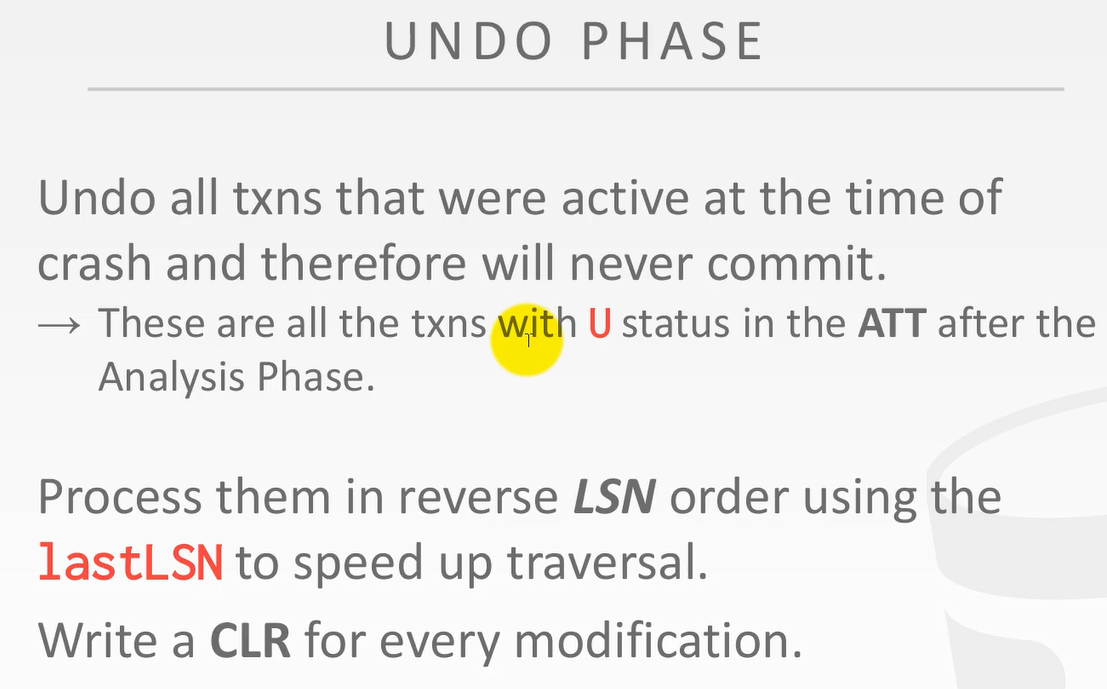 UNDO PHASE
Undo all txns that were active at the time of
crash and therefore will never commit.
→ These are all the txns with U status in the ATT after the
Analysis Phase.
Process them in reverse LSN order using the
lastLSN to speed up traversal.
Write a CLR for every modification.